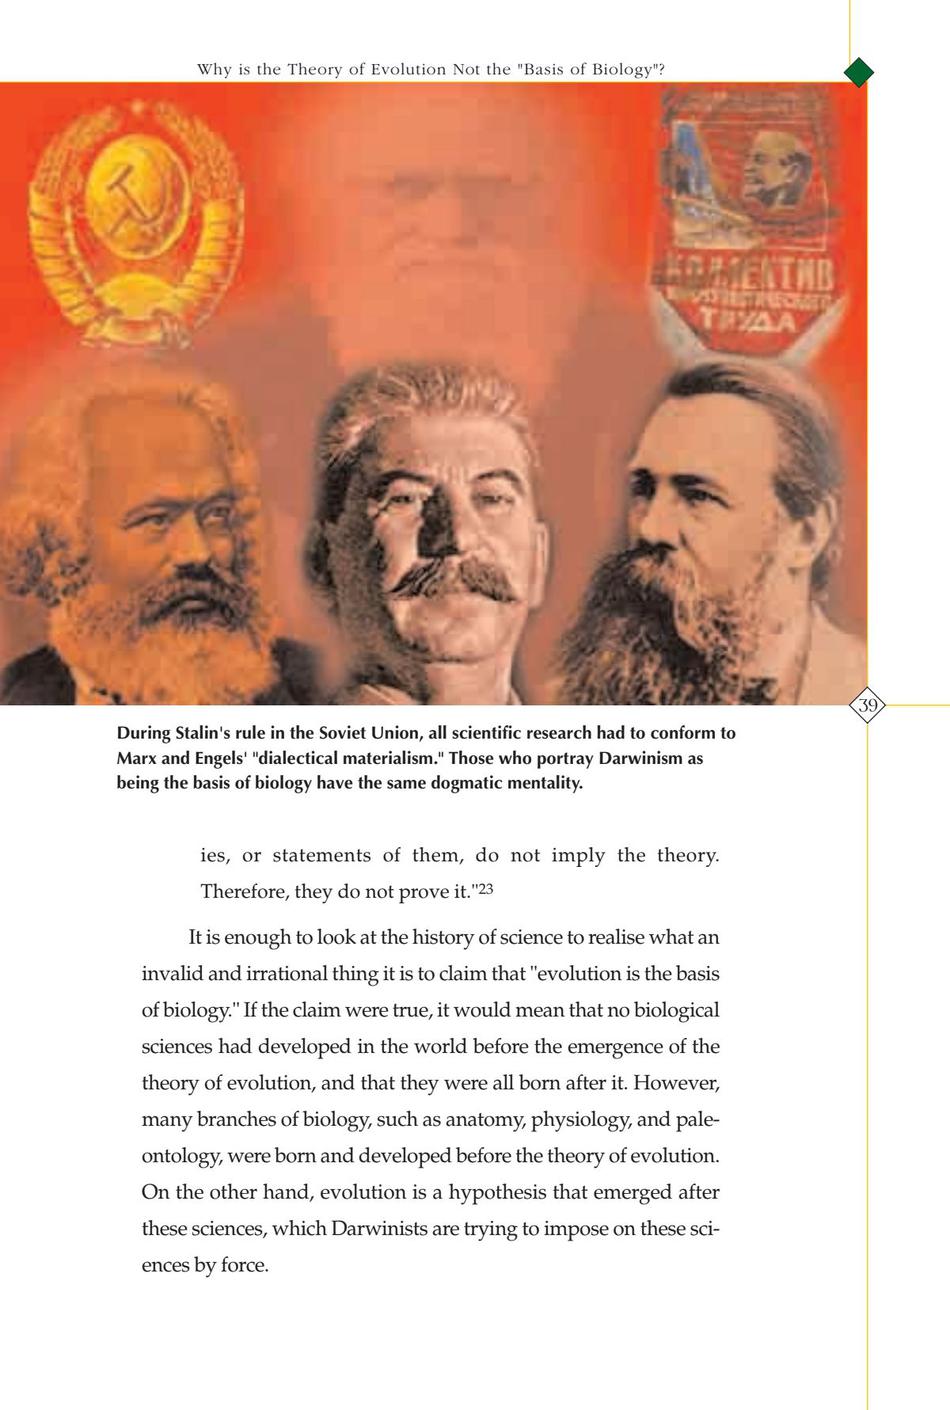 Why is the Theory of Evolution Not the "Basis of Biology"?
ТРУДА
39
During Stalin's rule in the Soviet Union, all scientific research had to conform to
Marx and Engels' "dialectical materialism." Those who portray Darwinism as
being the basis of biology have the same dogmatic mentality.
ies, or statements of them, do not imply the theory.
Therefore, they do not prove it."23
It is enough to look at the history of science to realise what an
invalid and irrational thing it is to claim that "evolution is the basis
of biology." If the claim were true, it would mean that no biological
sciences had developed in the world before the emergence of the
theory of evolution, and that they were all born after it. However,
many branches of biology, such as anatomy, physiology, and pale-
ontology, were born and developed before the theory of evolution.
On the other hand, evolution is a hypothesis that emerged after
these sciences, which Darwinists are trying to impose on these sci-
ences by force.